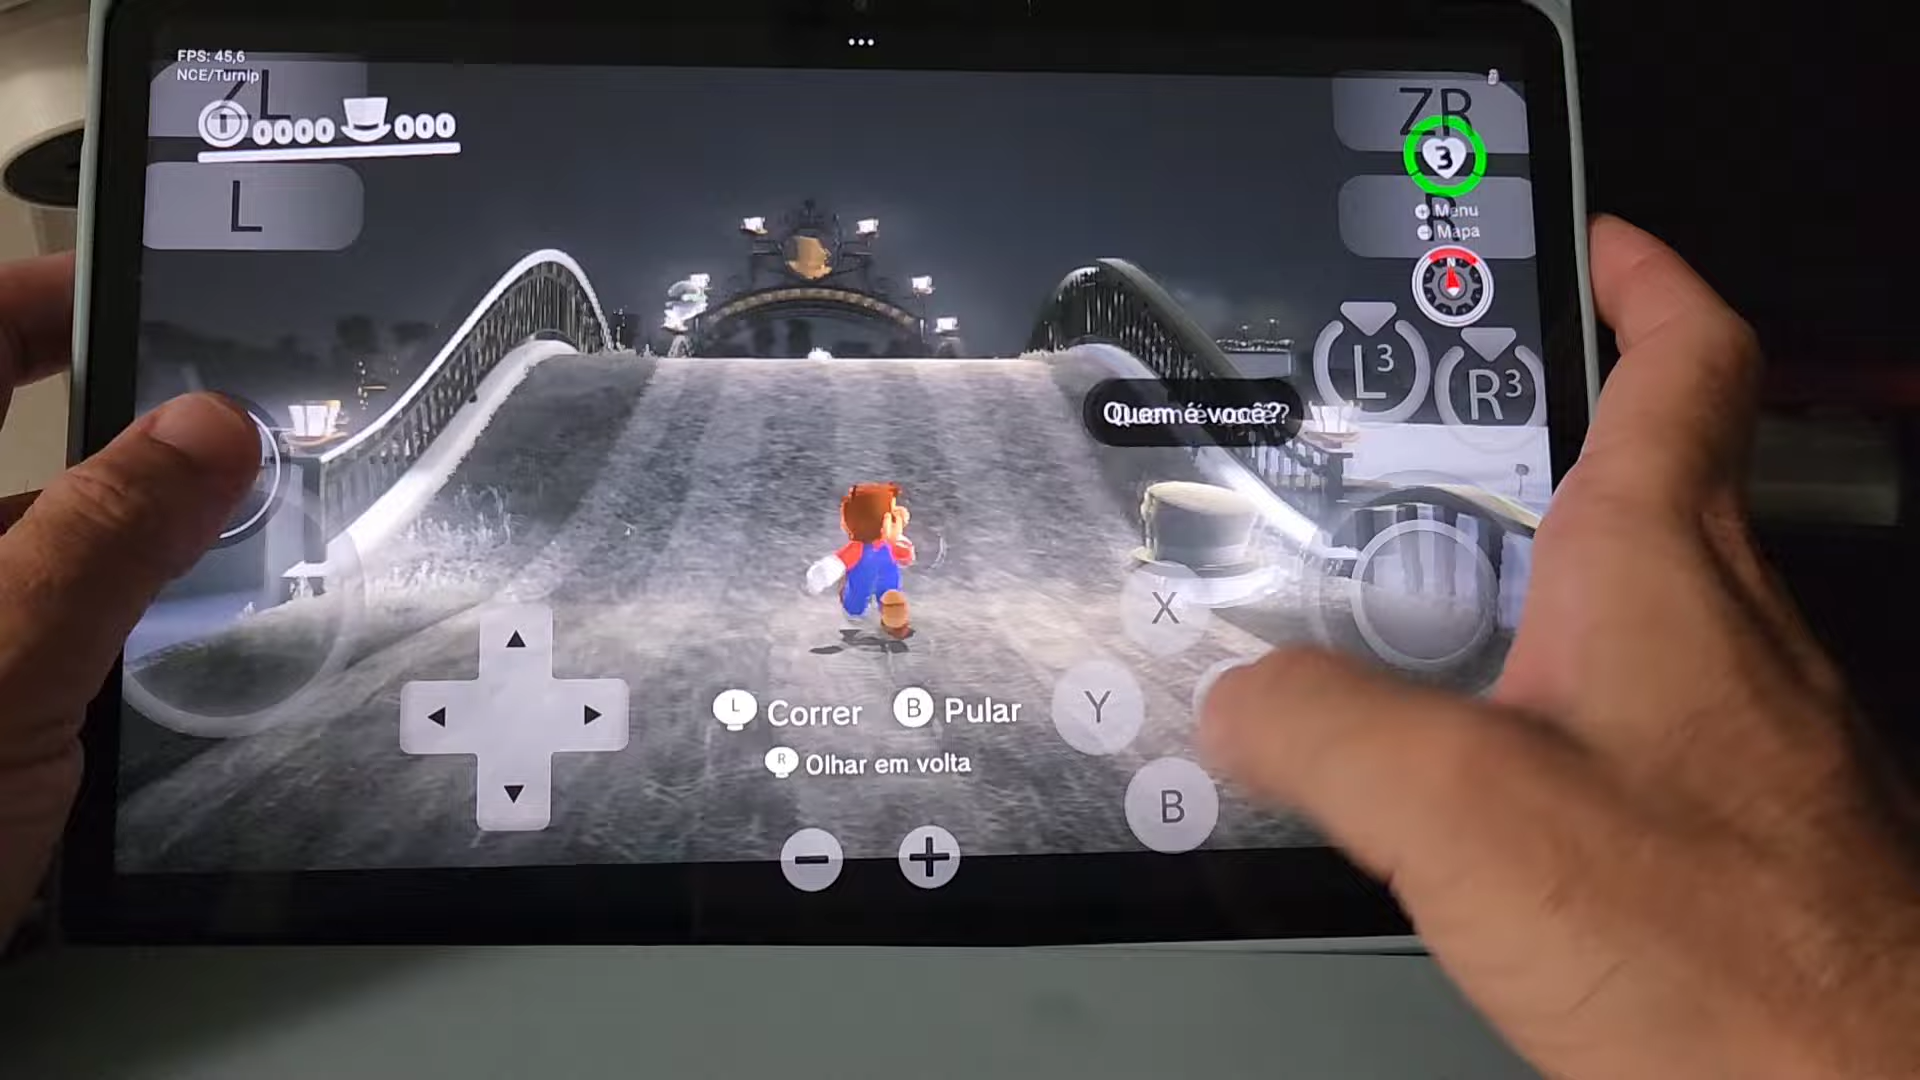 FPS: 45,6
NCE/Turnip
ZL
0000 000
L
ZR
3
R
Menu
Mapa
N
L3
R3
Quem é você?
X
Y
B
L Correr B Pular
R Olhar em volta